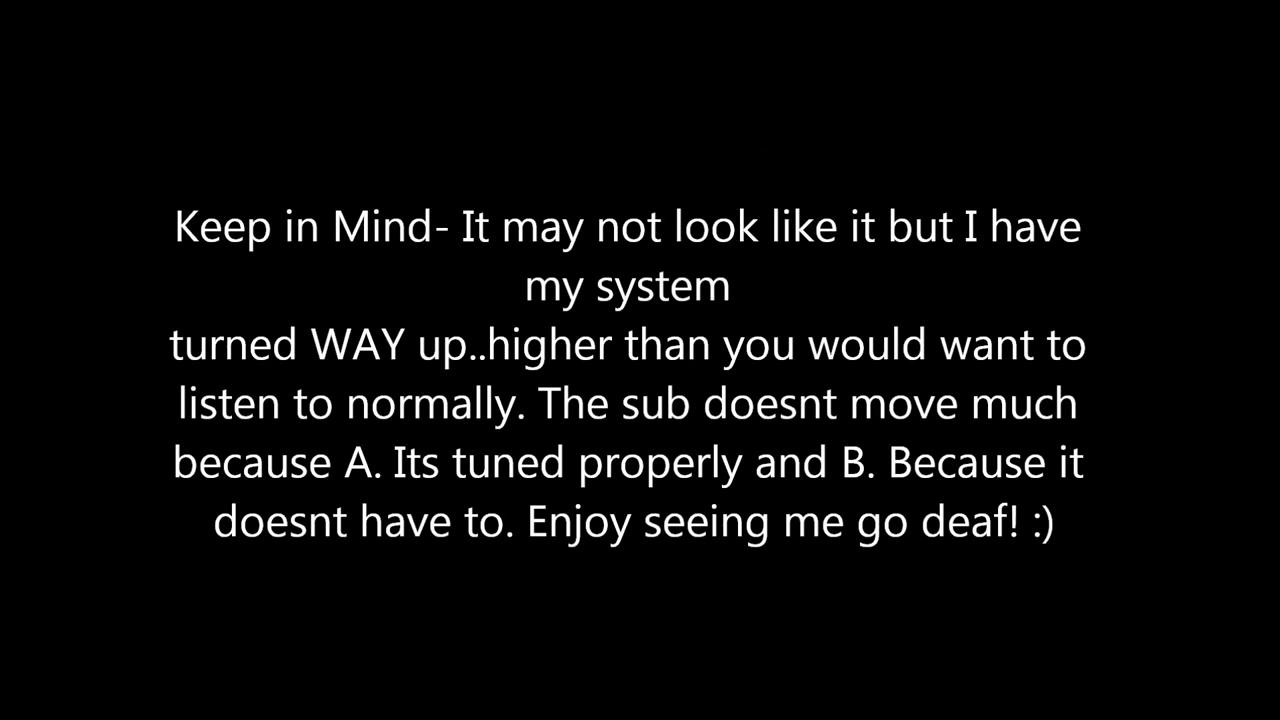 Keep in Mind- It may not look like it but I have
my system
turned WAY up..higher than you would want to
listen to normally. The sub doesnt move much
because A. Its tuned properly and B. Because it
doesnt have to. Enjoy seeing me go deaf! :)